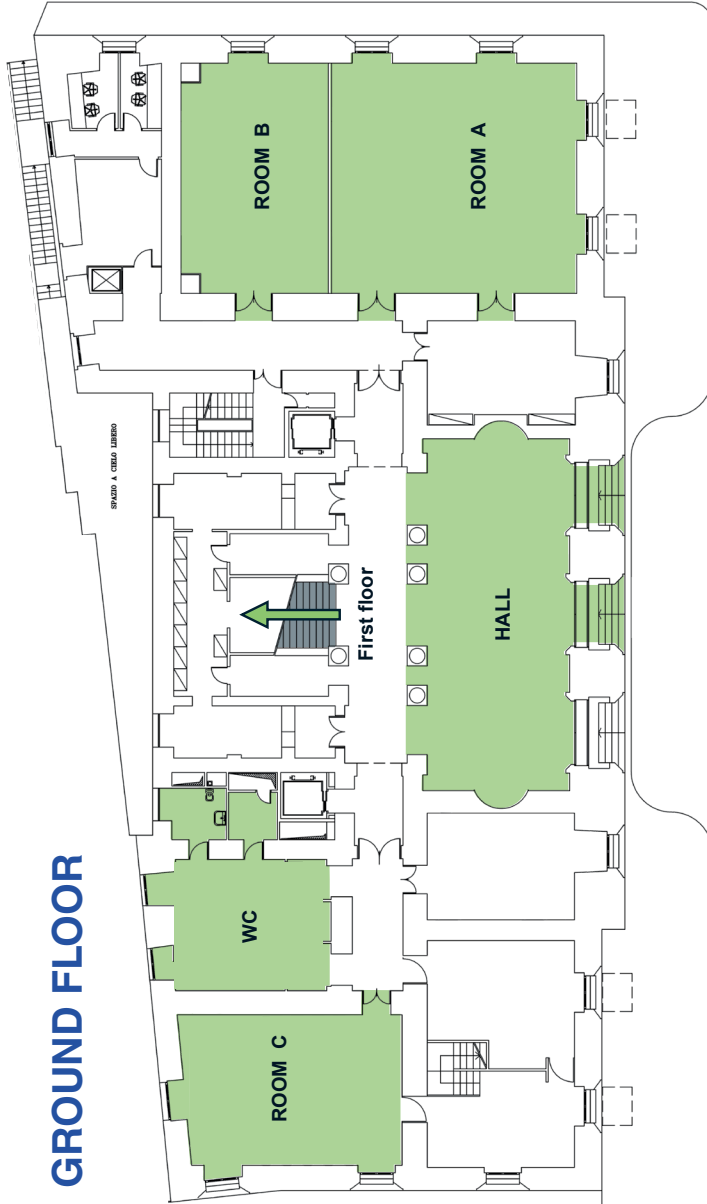 GROUND FLOOR
SPAZIO A CIELO LIBERO
ROOM C
WC
First floor
HALL
ROOM B
ROOM A